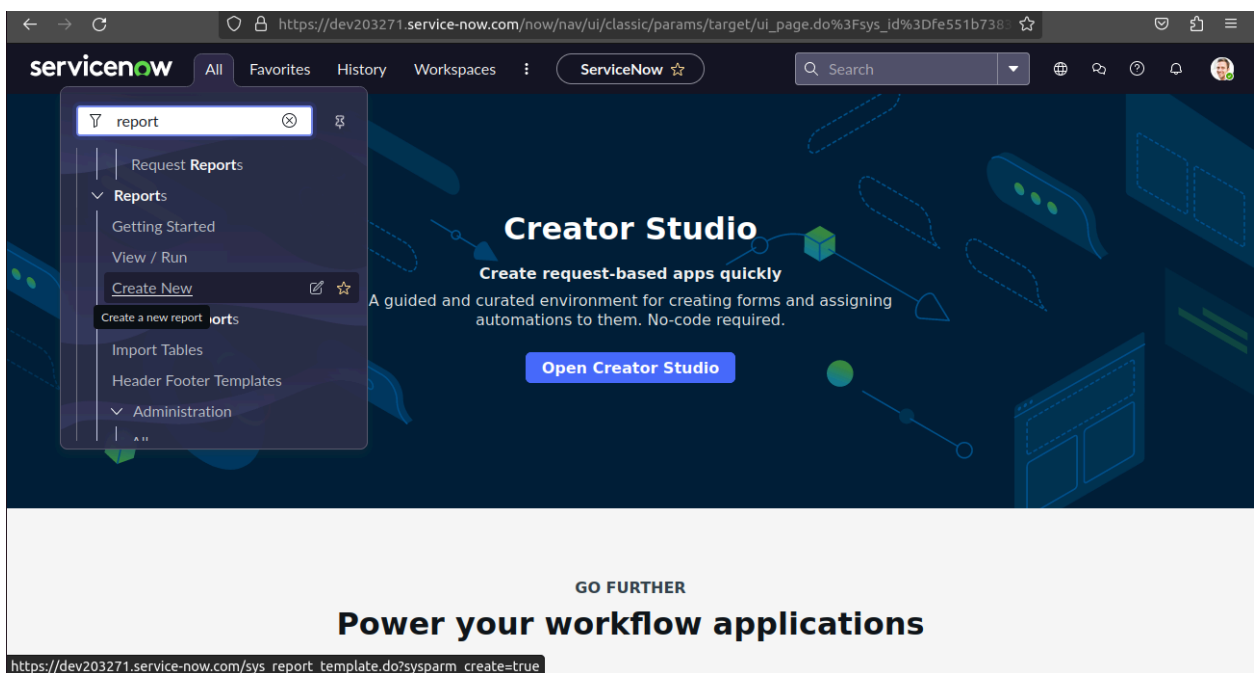 https://dev203271.service-now.com/now/nav/ui/classic/params/target/ui_page.do%3Fsys_id%3Dfe551b7383
servicenow All Favorites History Workspaces ServiceNow Search
report
Request Reports
Reports
Getting Started
View / Run
Create New
Create a new report
orts
Import Tables
Header Footer Templates
Administration
All
Creator Studio
Create request-based apps quickly
A guided and curated environment for creating forms and assigning
automations to them. No-code required.
Open Creator Studio
GO FURTHER
Power your workflow applications
https://dev203271.service-now.com/sys_report_template.do?sysparm_create=true